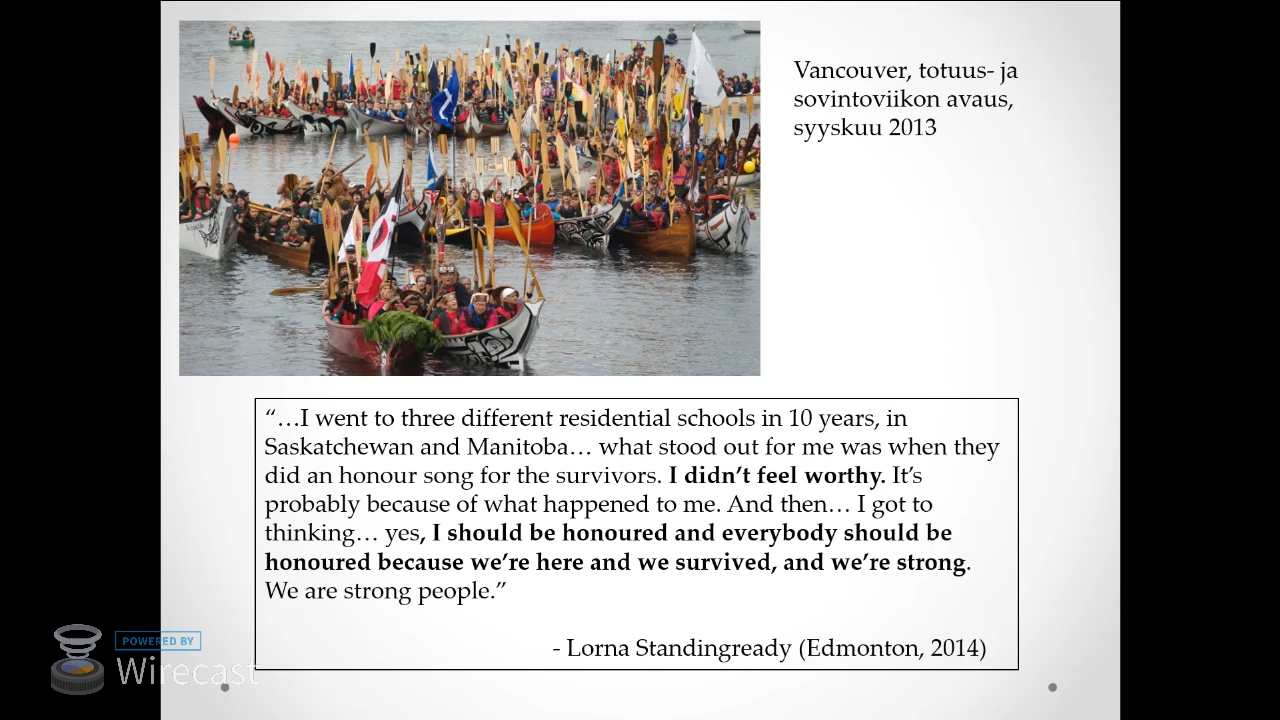 Vancouver, totuus- ja
sovintoviikon avaus,
syyskuu 2013
“…I went to three different residential schools in 10 years, in
Saskatchewan and Manitoba… what stood out for me was when they
did an honour song for the survivors. I didn’t feel worthy. It’s
probably because of what happened to me. And then… I got to
thinking… yes, I should be honoured and everybody should be
honoured because we’re here and we survived, and we’re strong.
We are strong people.”
- Lorna Standingready (Edmonton, 2014)
POWERED BY
Wirecast